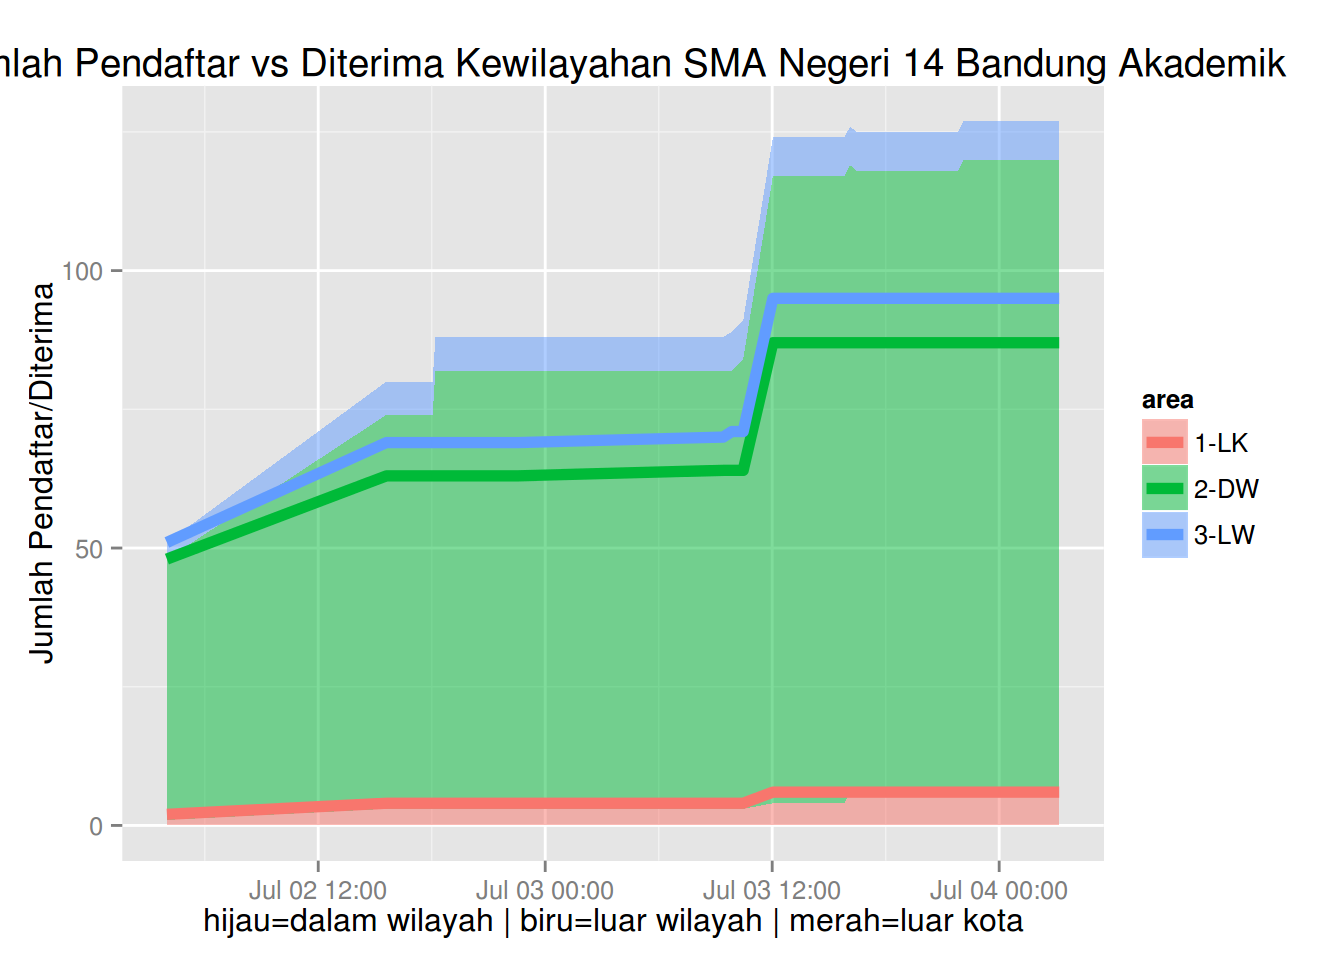 Pendaftar vs Diterima Kewilayahan SMA Negeri 14 Bandung Akademik
Jumlah Pendaftar/Diterima
100
50
0
Jul 02 12:00
Jul 03 00:00
Jul 03 12:00
Jul 04 00:00
hijau=dalam wilayah | biru=luar wilayah | merah=luar kota
area
1-LK
2-DW
3-LW